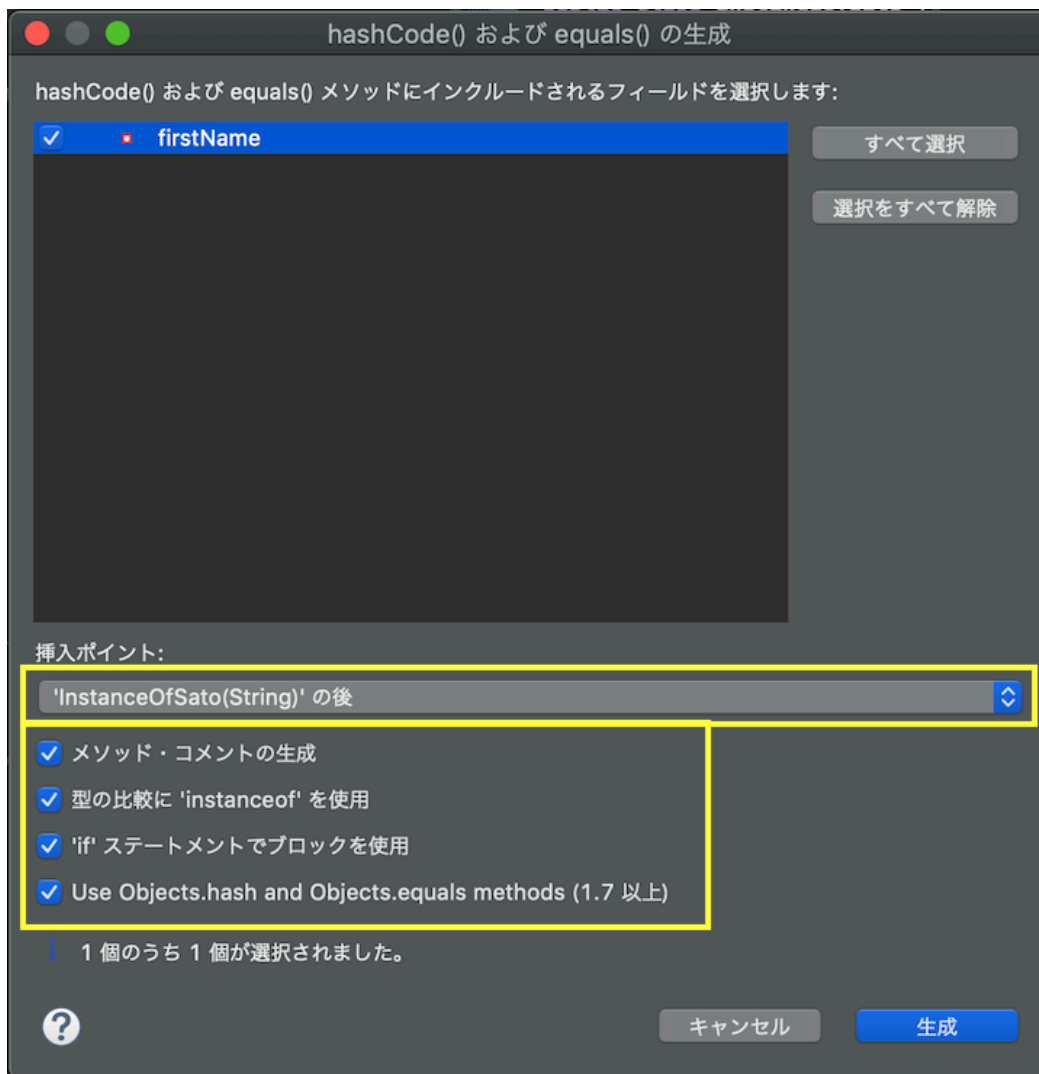 hashCode() および equals() の生成
hashCode() および equals() メソッドにインクルードされるフィールドを選択します:
firstName
すべて選択
選択をすべて解除
挿入ポイント:
'InstanceOfSato(String)' の後
メソッド・コメントの生成
型の比較に 'instanceof' を使用
'if' ステートメントでブロックを使用
Use Objects.hash and Objects.equals methods (1.7 以上)
1 個のうち 1 個が選択されました。
?
キャンセル
生成